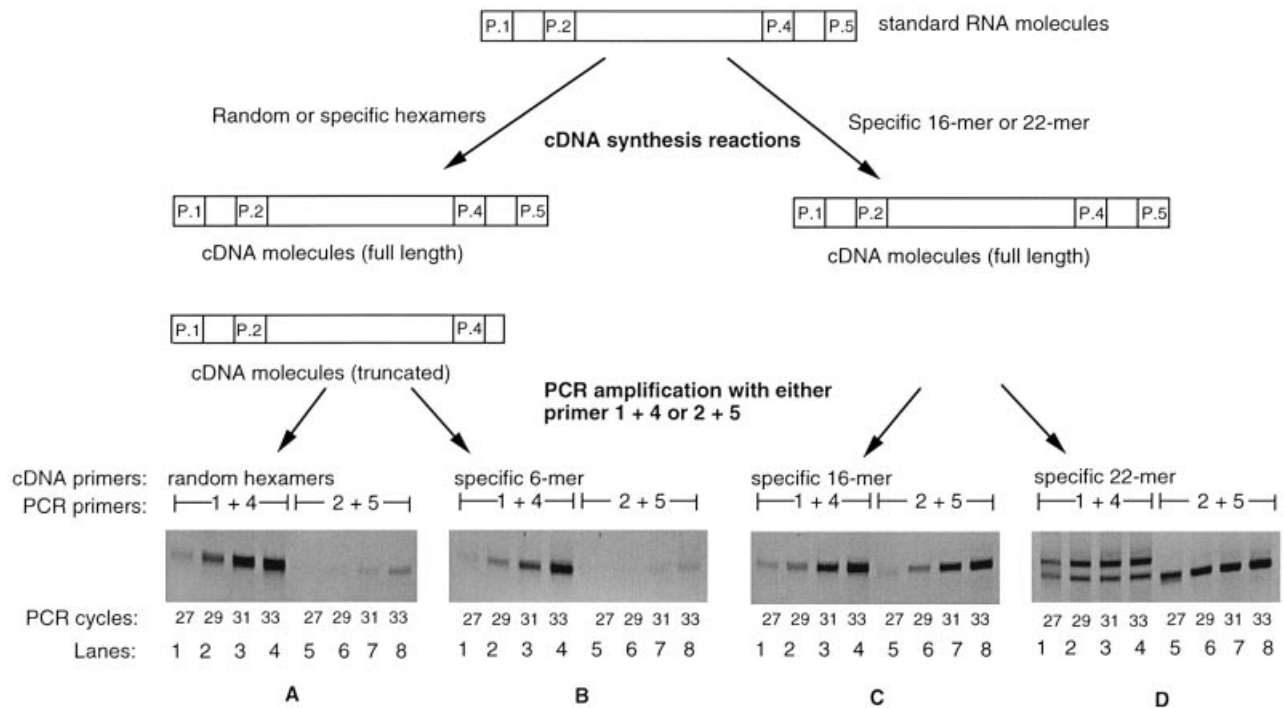 P.1 P.2 P.4 P.5 standard RNA molecules
Random or specific hexamers
Specific 16-mer or 22-mer
cDNA synthesis reactions
P.1 P.2 P.4 P.5
cDNA molecules (full length)
P.1 P.2 P.4 P.5
cDNA molecules (full length)
P.1 P.2 P.4
cDNA molecules (truncated)
PCR amplification with either
primer 1 + 4 or 2 + 5
cDNA primers: random hexamers specific 6-mer specific 16-mer specific 22-mer
PCR primers: 1 + 4 2 + 5 1 + 4 2 + 5 1 + 4 2 + 5 1 + 4 2 + 5
PCR cycles: 27 29 31 33 27 29 31 33 27 29 31 33 27 29 31 33 27 29 31 33 27 29 31 33 27 29 31 33 27 29 31 33
Lanes: 1 2 3 4 5 6 7 8 1 2 3 4 5 6 7 8 1 2 3 4 5 6 7 8 1 2 3 4 5 6 7 8
A B C D